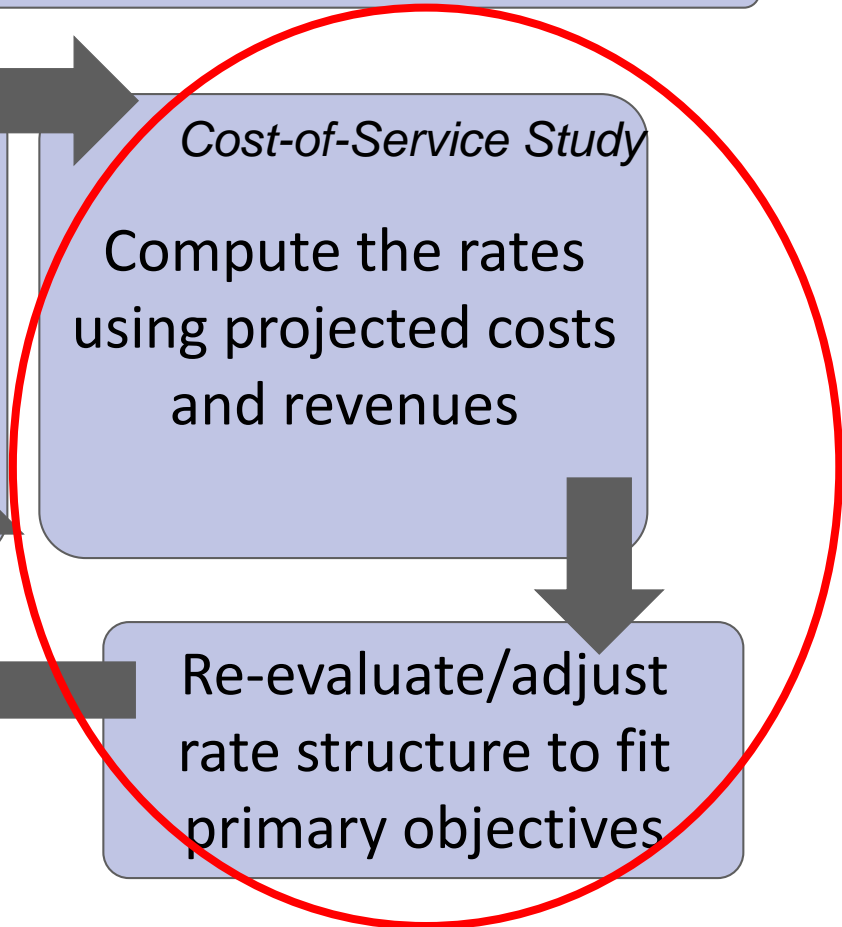 Cost-of-Service Study
Compute the rates
using projected costs
and revenues
Re-evaluate/adjust
rate structure to fit
primary objectives